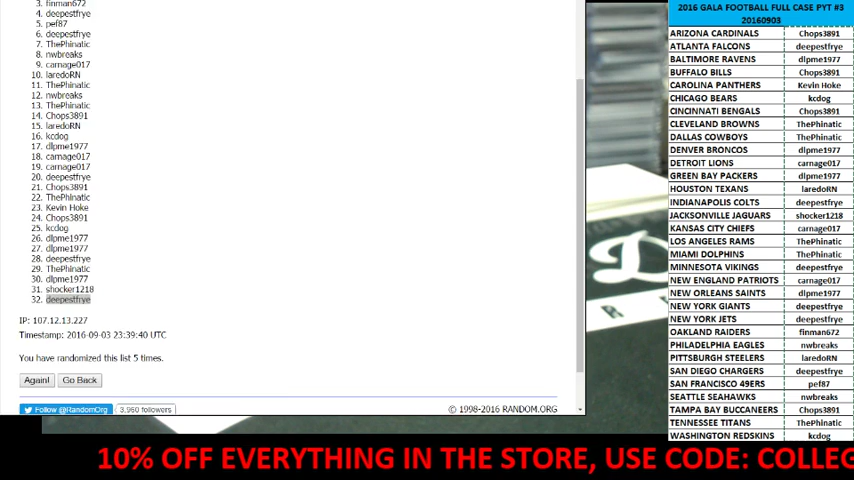 3. finman672
4. deepestfrye
5. pef87
6. deepestfrye
7. ThePhinatic
8. nwbreaks
9. carnage017
10. laredoRN
11. ThePhinatic
12. nwbreaks
13. ThePhinatic
14. Chops3891
15. laredoRN
16. kcdog
17. dlpme1977
18. carnage017
19. carnage017
20. deepestfrye
21. Chops3891
22. ThePhinatic
23. Kevin Hoke
24. Chops3891
25. kcdog
26. dlpme1977
27. dlpme1977
28. deepestfrye
29. ThePhinatic
30. dlpme1977
31. shocker1218
32. deepestfrye
IP: 107.12.13.227
Timestamp: 2016-09-03 23:39:40 UTC
You have randomized this list 5 times.
Again! Go Back
Follow @RandomOrg 3,960 followers
© 1998-2016 RANDOM.ORG
2016 GALA FOOTBALL FULL CASE PYT #3
20160903
ARIZONA CARDINALS Chops3891
ATLANTA FALCONS deepestfrye
BALTIMORE RAVENS dlpme1977
BUFFALO BILLS Chops3891
CAROLINA PANTHERS Kevin Hoke
CHICAGO BEARS kcdog
CINCINNATI BENGALS Chops3891
CLEVELAND BROWNS ThePhinatic
DALLAS COWBOYS ThePhinatic
DENVER BRONCOS dlpme1977
DETROIT LIONS carnage017
GREEN BAY PACKERS dlpme1977
HOUSTON TEXANS laredoRN
INDIANAPOLIS COLTS deepestfrye
JACKSONVILLE JAGUARS shocker1218
KANSAS CITY CHIEFS carnage017
LOS ANGELES RAMS ThePhinatic
MIAMI DOLPHINS ThePhinatic
MINNESOTA VIKINGS deepestfrye
NEW ENGLAND PATRIOTS carnage017
NEW ORLEANS SAINTS dlpme1977
NEW YORK GIANTS deepestfrye
NEW YORK JETS deepestfrye
OAKLAND RAIDERS finman672
PHILADELPHIA EAGLES nwbreaks
PITTSBURGH STEELERS laredoRN
SAN DIEGO CHARGERS deepestfrye
SAN FRANCISCO 49ERS pef87
SEATTLE SEAHAWKS nwbreaks
TAMPA BAY BUCCANEERS Chops3891
TENNESSEE TITANS ThePhinatic
WASHINGTON REDSKINS kcdog
10% OFF EVERYTHING IN THE STORE, USE CODE: COLLEG